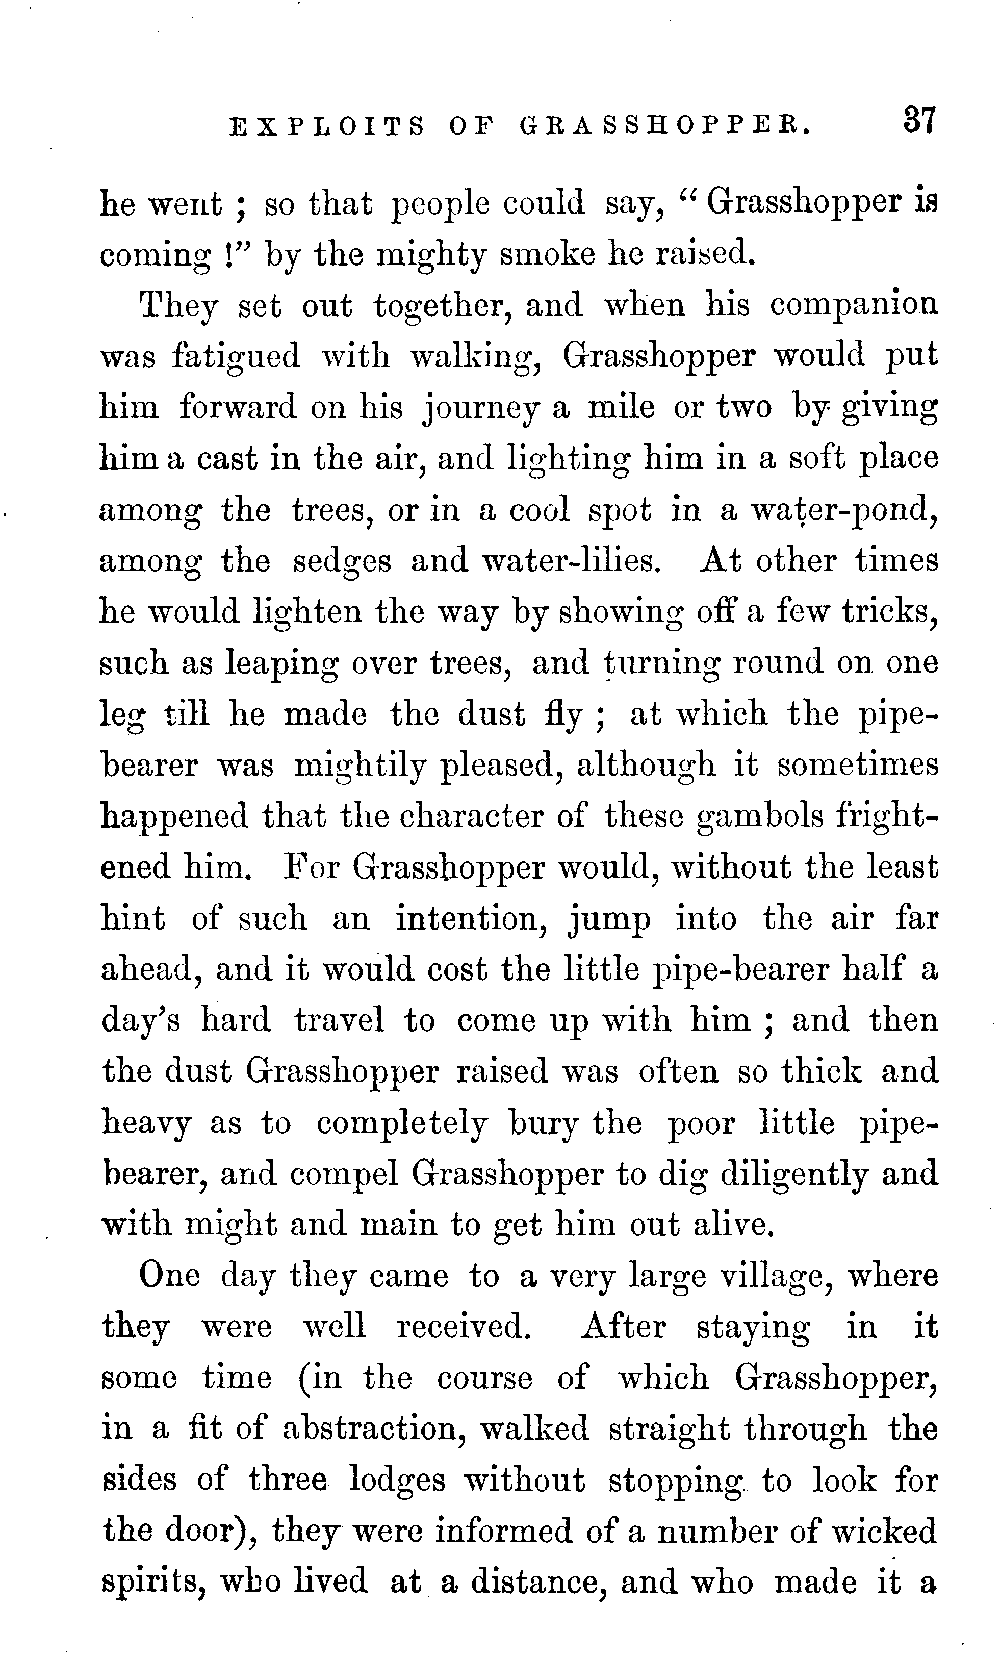 EXPLOITS OF GRASSHOPPER. 37
he went ; so that people could say, “ Grasshopper is
coming !” by the mighty smoke he raised.
They set out together, and when his companion
was fatigued with walking, Grasshopper would put
him forward on his journey a mile or two by giving
him a cast in the air, and lighting him in a soft place
among the trees, or in a cool spot in a water-pond,
among the sedges and water-lilies. At other times
he would lighten the way by showing off a few tricks,
such as leaping over trees, and turning round on one
leg till he made the dust fly ; at which the pipe-
bearer was mightily pleased, although it sometimes
happened that the character of these gambols fright-
ened him. For Grasshopper would, without the least
hint of such an intention, jump into the air far
ahead, and it would cost the little pipe-bearer half a
day’s hard travel to come up with him ; and then
the dust Grasshopper raised was often so thick and
heavy as to completely bury the poor little pipe-
bearer, and compel Grasshopper to dig diligently and
with might and main to get him out alive.
One day they came to a very large village, where
they were well received. After staying in it
some time (in the course of which Grasshopper,
in a fit of abstraction, walked straight through the
sides of three lodges without stopping to look for
the door), they were informed of a number of wicked
spirits, who lived at a distance, and who made it a